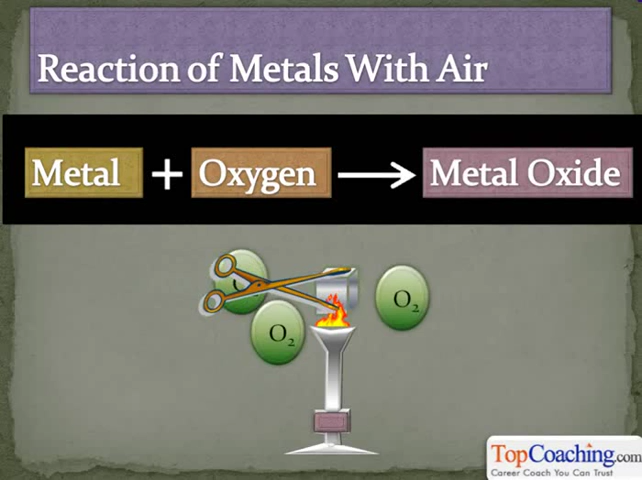 Reaction of Metals With Air
Metal + Oxygen → Metal Oxide
O₂
O₂
TopCoaching.com
Career Coach You Can Trust